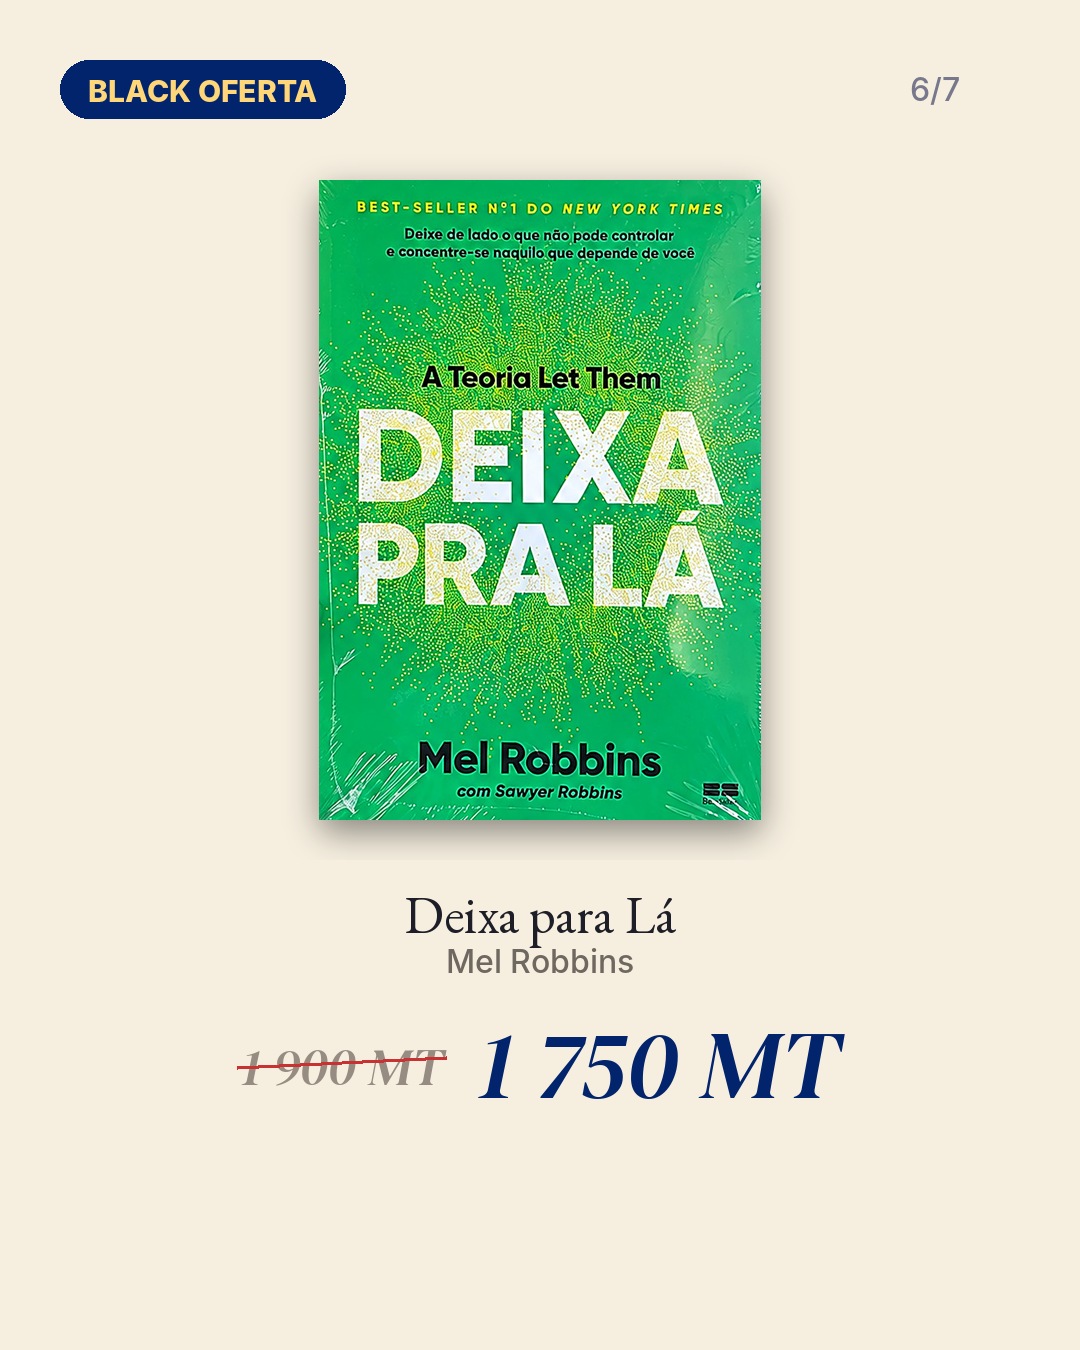 BLACK OFERTA
6/7
BEST-SELLER Nº1 DO NEW YORK TIMES
Deixe de lado o que não pode controlar
e concentre-se naquilo que depende de você
A Teoria Let Them
DEIXA
PRA LÁ
Mel Robbins
com Sawyer Robbins
Deixa para Lá
Mel Robbins
1 900 MT 1 750 MT